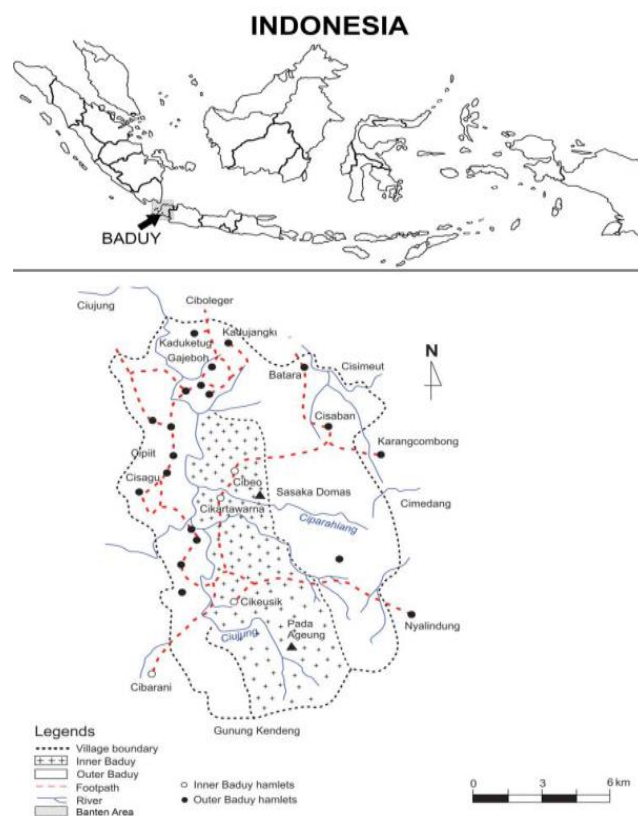 INDONESIA
BADUY
Ciboleger
Ciujung
Kadujangki
Kaduketug
Gajeboh
N
Batara
Cisimeut
Cisaban
Karangcombong
Cipiit
Cibeo
Cisagu
Sasaka Domas
Cikartawarna
Cimedang
Ciparahiang
Cikeusik
Nyalindung
Pada
Ageung
Ciujung
Cibarani
Gunung Kendeng
Legends
Village boundary
Inner Baduy
Outer Baduy
Footpath
River
Banten Area
Inner Baduy hamlets
Outer Baduy hamlets
0 3 6 km